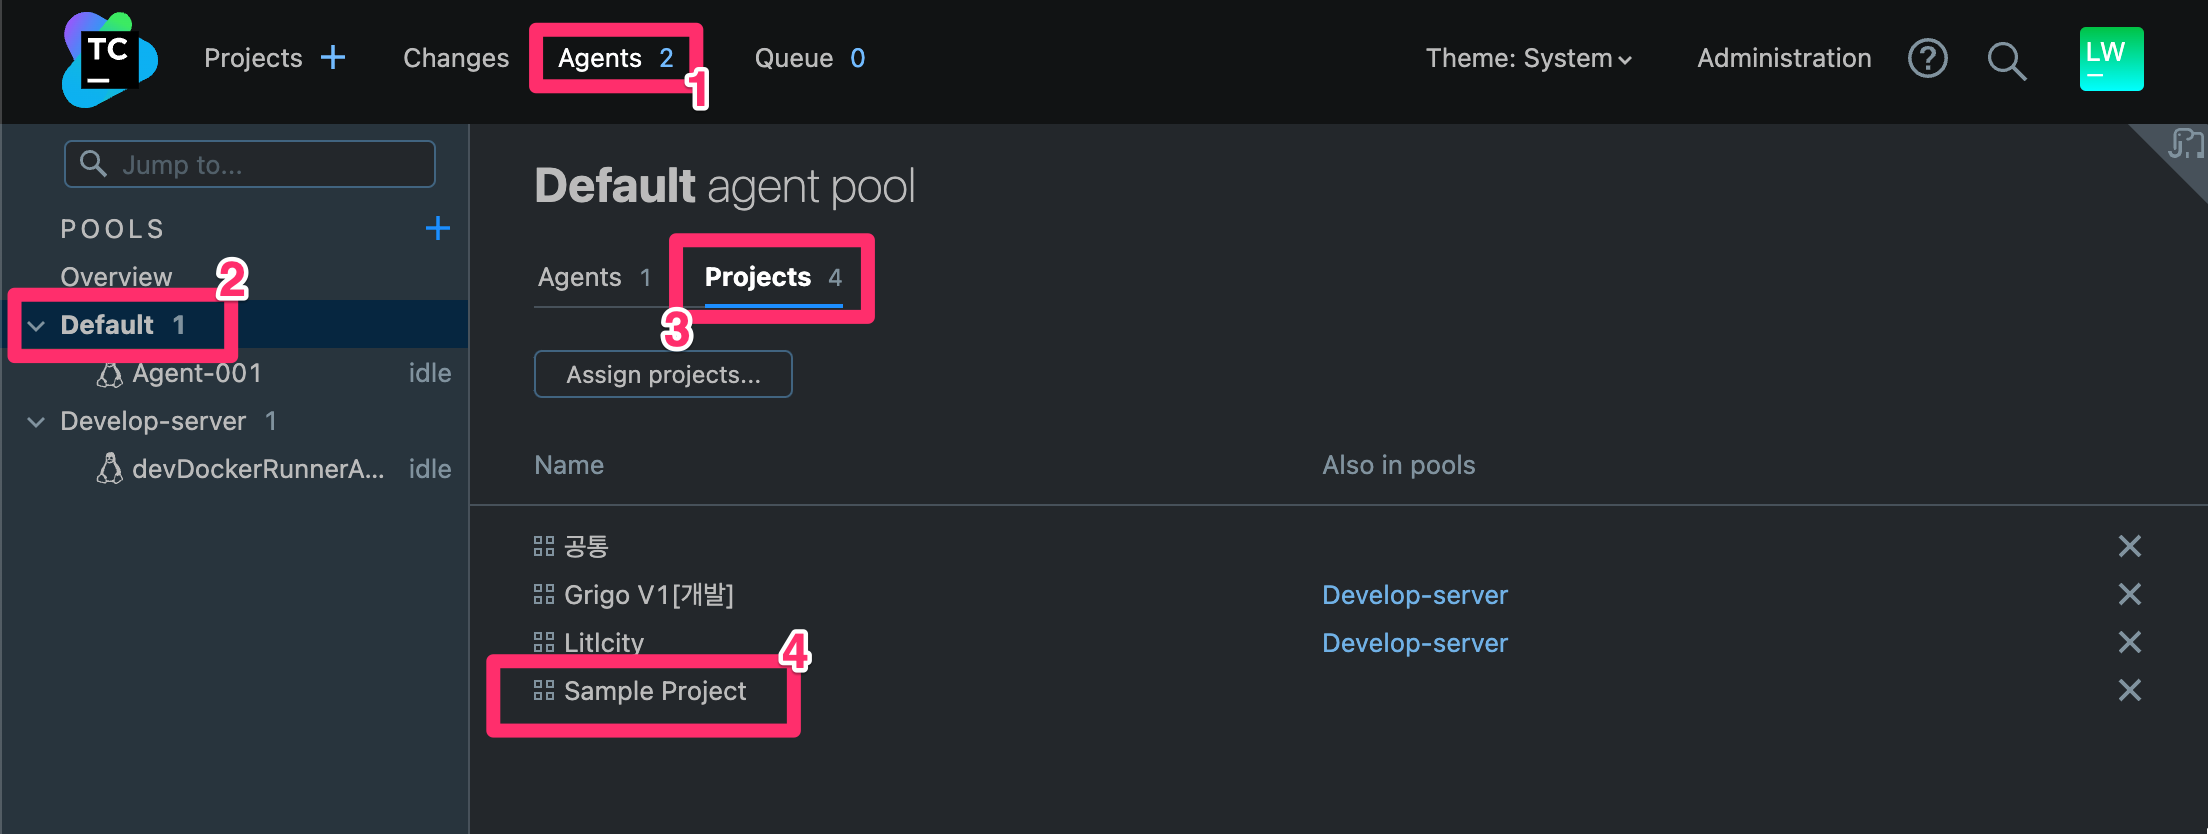 TC
Projects +
Changes
Agents 2
1
Queue 0
Theme: System
Administration
?
LW
Jump to...
POOLS +
Overview
2
Default 1
Agent-001 idle
Develop-server 1
devDockerRunnerA... idle
Default agent pool
Agents 1
Projects 4
3
Assign projects...
Name Also in pools
공통
Grigo V1[개발] Develop-server
Litlcity Develop-server
4
Sample Project